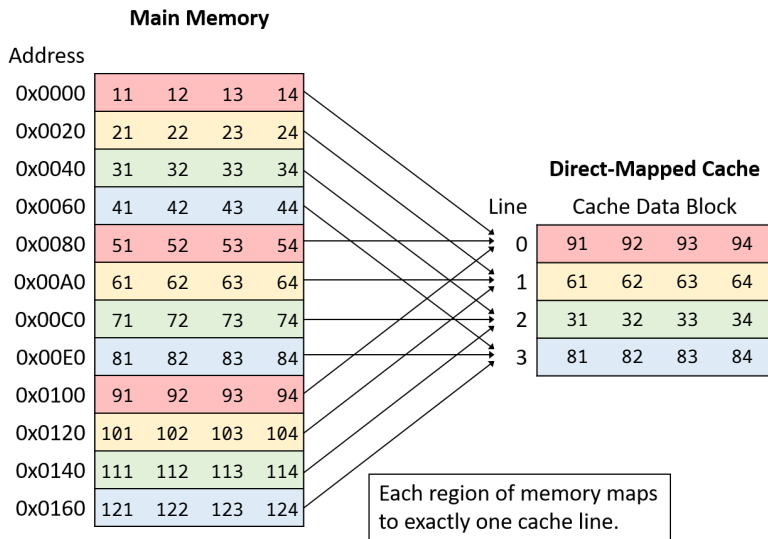 Main Memory
Address
0x0000 11 12 13 14
0x0020 21 22 23 24
0x0040 31 32 33 34
0x0060 41 42 43 44
0x0080 51 52 53 54
0x00A0 61 62 63 64
0x00C0 71 72 73 74
0x00E0 81 82 83 84
0x0100 91 92 93 94
0x0120 101 102 103 104
0x0140 111 112 113 114
0x0160 121 122 123 124
Direct-Mapped Cache
Line Cache Data Block
0 91 92 93 94
1 61 62 63 64
2 31 32 33 34
3 81 82 83 84
Each region of memory maps
to exactly one cache line.